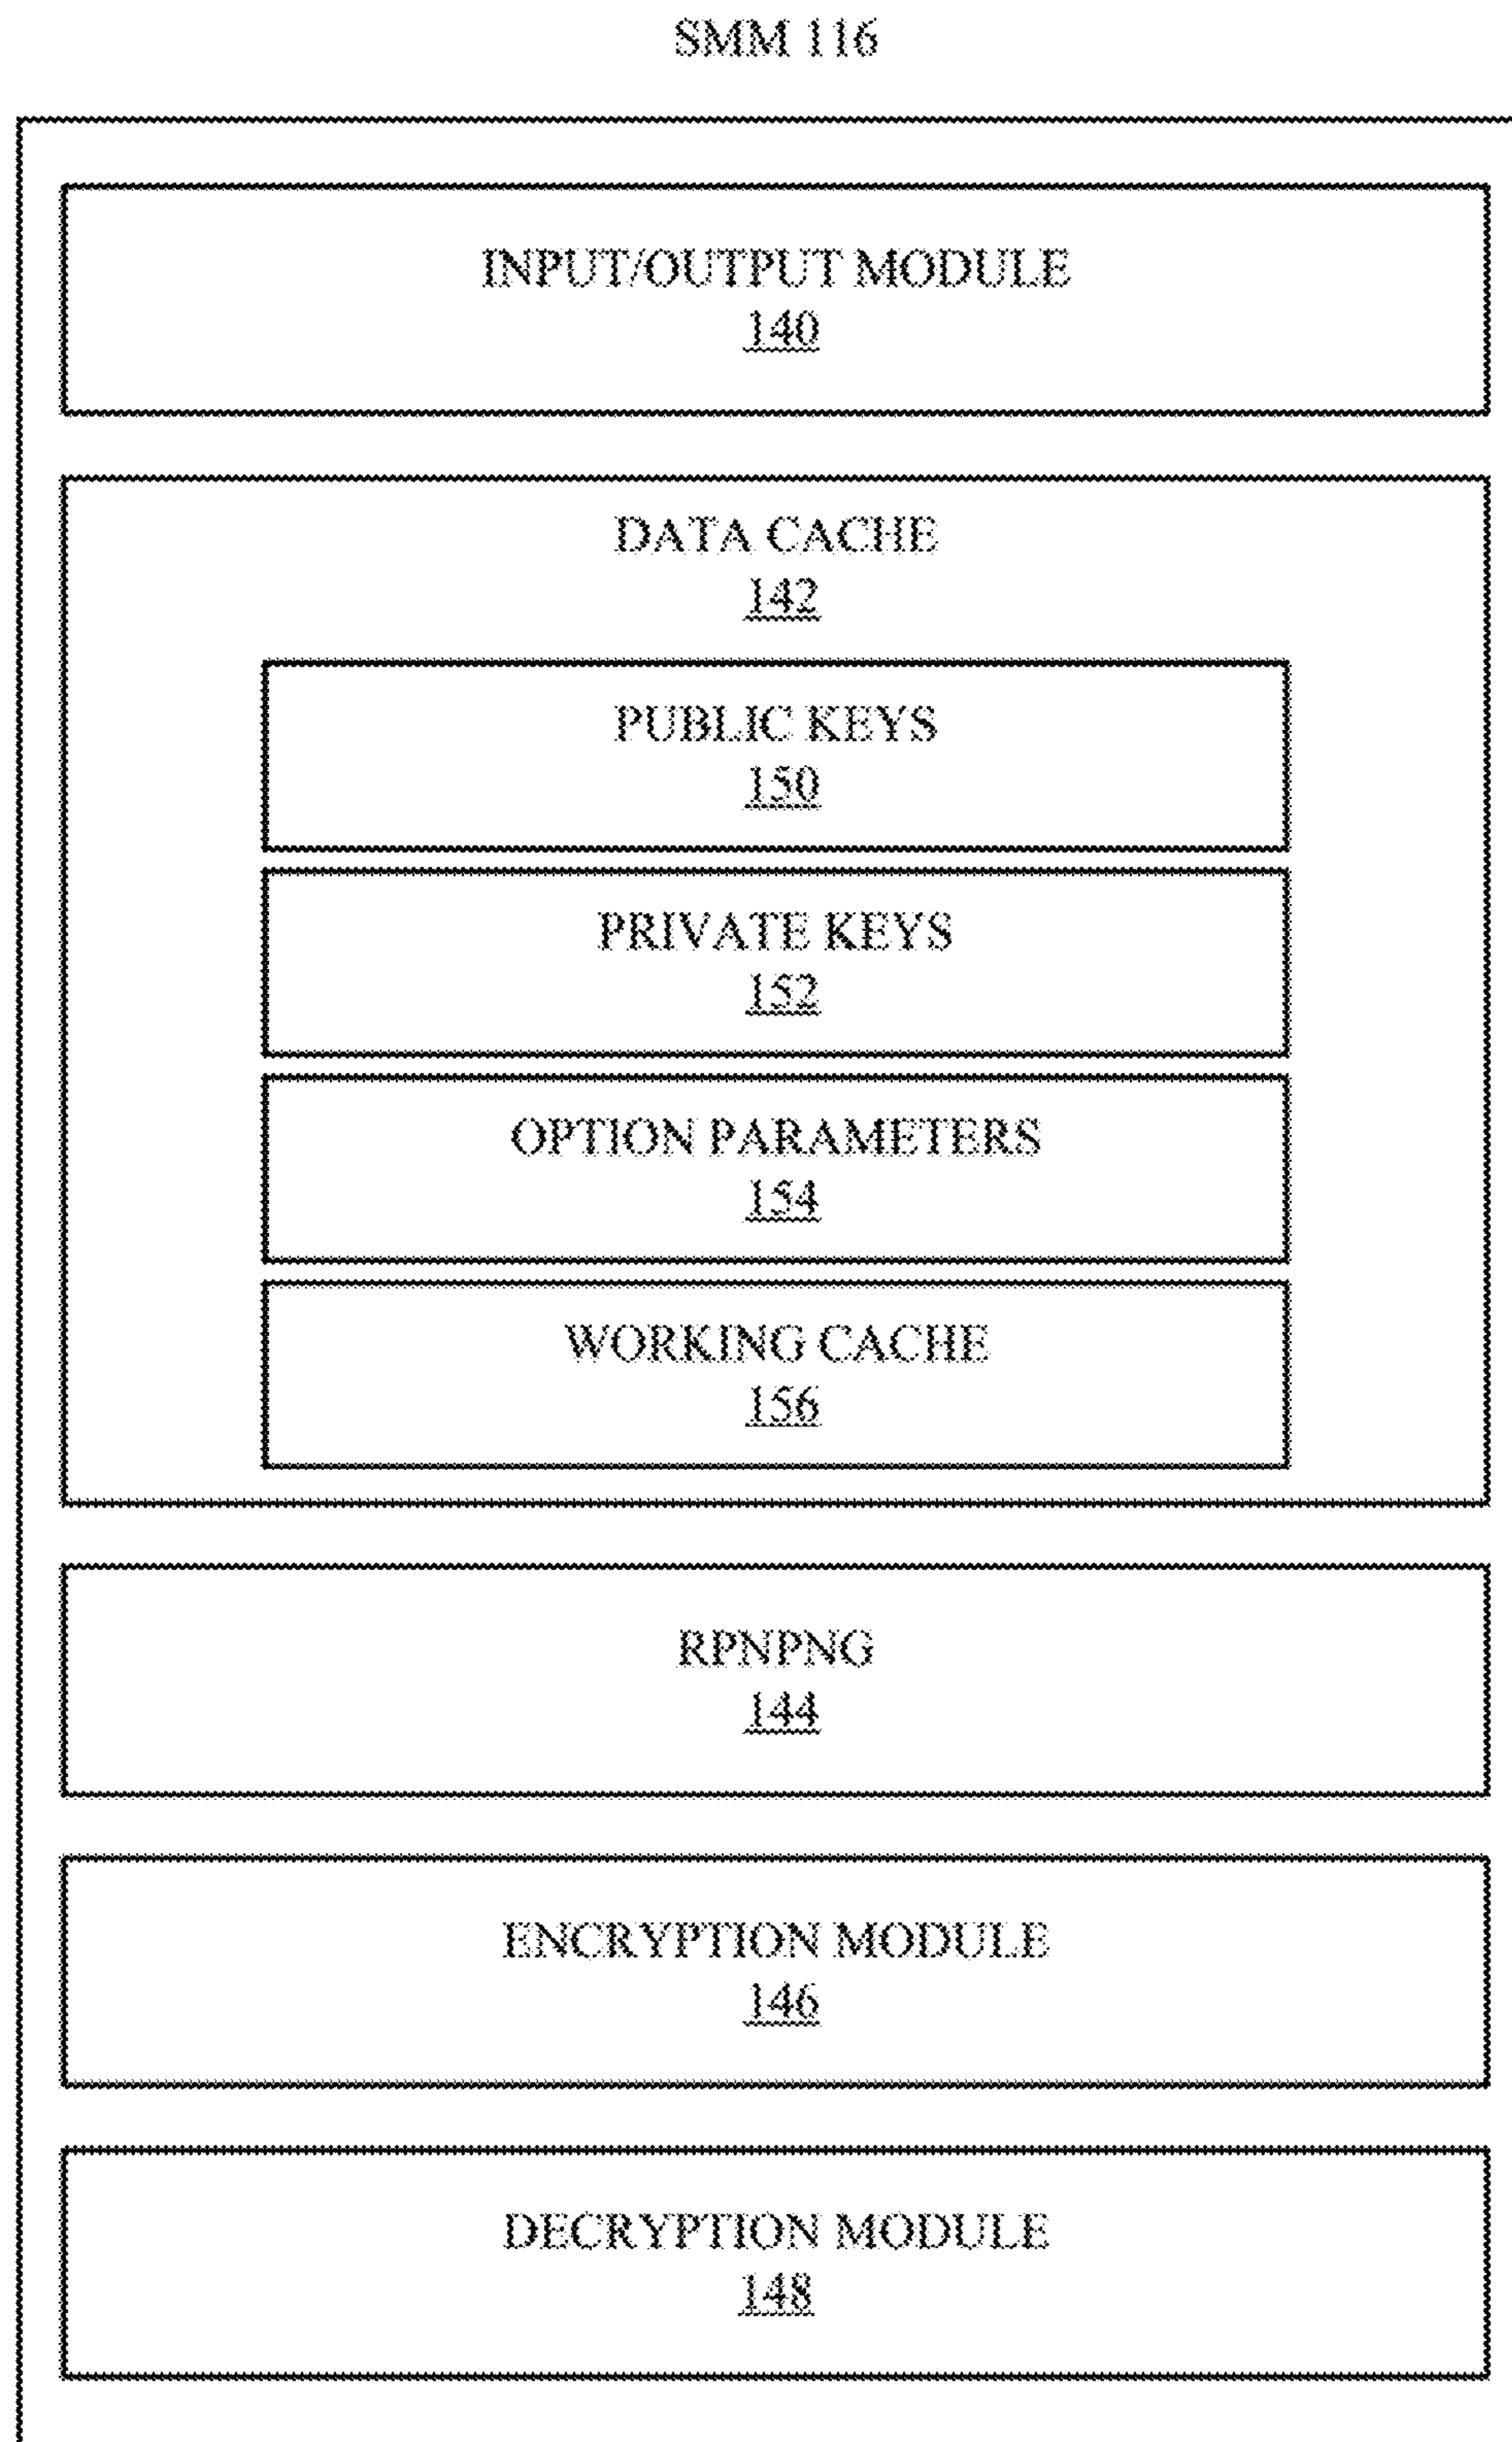 SMM 116
INPUT/OUTPUT MODULE
140
DATA CACHE
142
PUBLIC KEYS
150
PRIVATE KEYS
152
OPTION PARAMETERS
154
WORKING CACHE
156
RPNPNG
144
ENCRYPTION MODULE
146
DECRYPTION MODULE
148